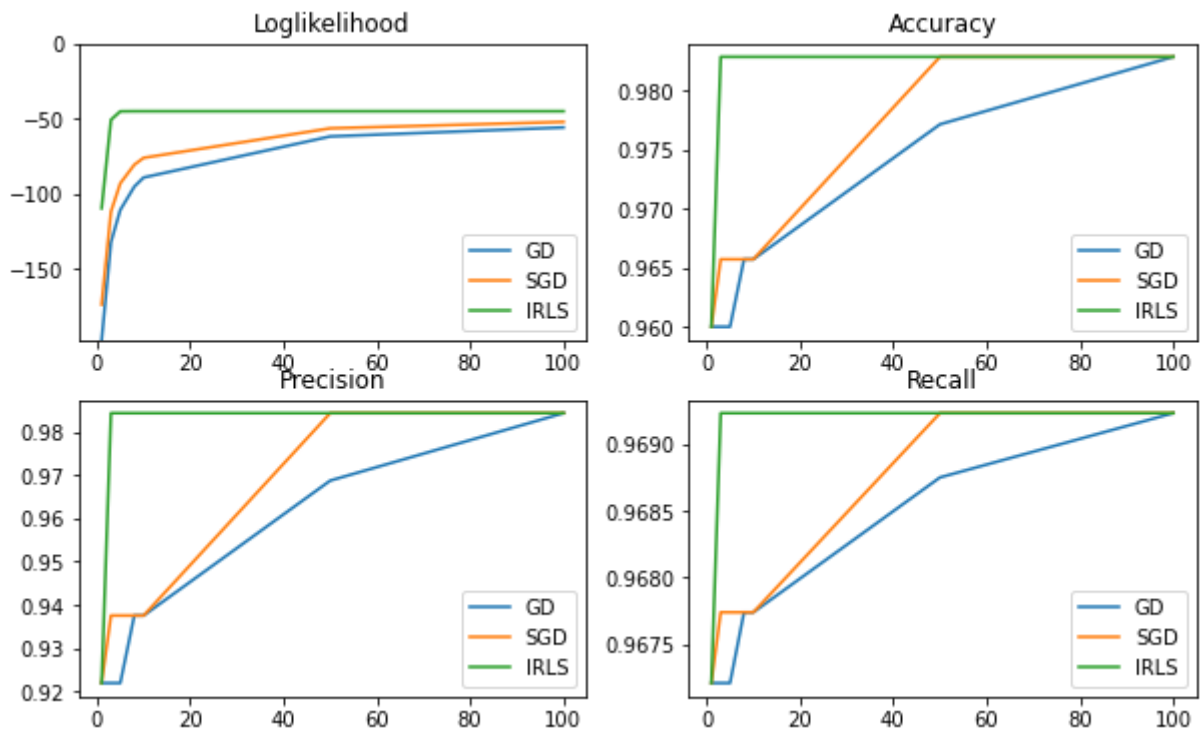 Loglikelihood
0
−50
−100
−150
GD
SGD
IRLS
0 20 40 60 80 100
Accuracy
0.980
0.975
0.970
0.965
0.960
GD
SGD
IRLS
0 20 40 60 80 100
Precision
0.98
0.97
0.96
0.95
0.94
0.93
0.92
GD
SGD
IRLS
0 20 40 60 80 100
Recall
0.9690
0.9685
0.9680
0.9675
GD
SGD
IRLS
0 20 40 60 80 100